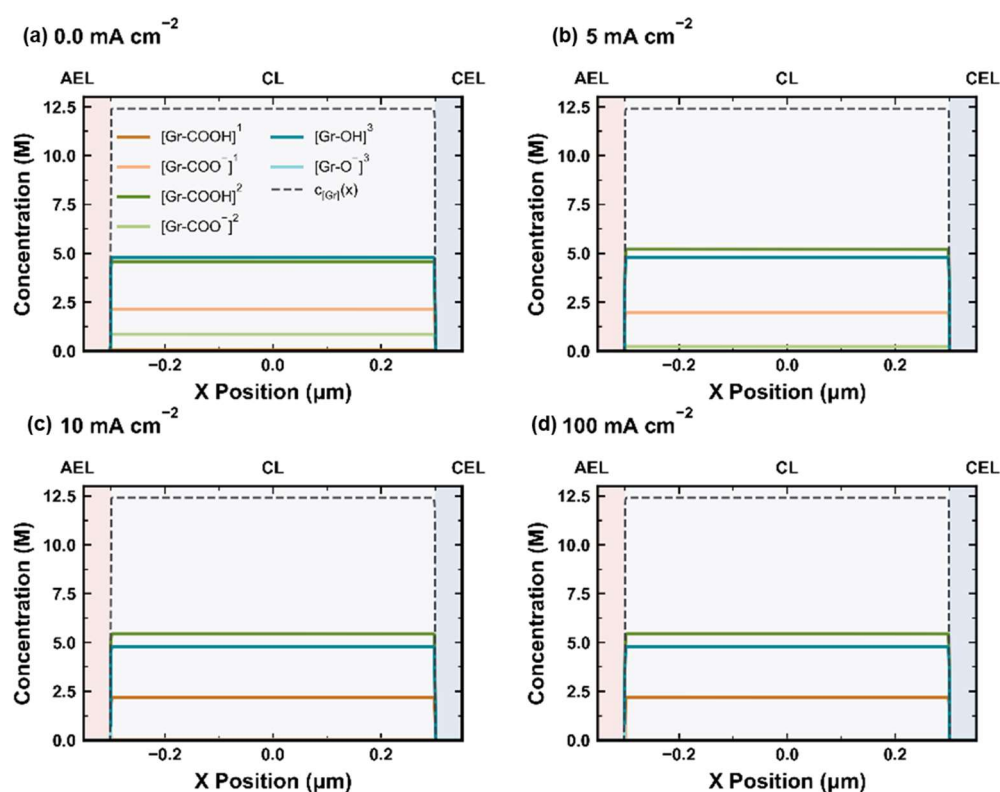 (a) 0.0 mA cm⁻²
AEL CL CEL
12.5
10.0
7.5
5.0
2.5
0.0
Concentration (M)
[Gr-COOH]¹
[Gr-COO⁻]¹
[Gr-COOH]²
[Gr-COO⁻]²
[Gr-OH]³
[Gr-O⁻]³
c[Gr](x)
−0.2 0.0 0.2
X Position (μm)
(b) 5 mA cm⁻²
AEL CL CEL
12.5
10.0
7.5
5.0
2.5
0.0
Concentration (M)
−0.2 0.0 0.2
X Position (μm)
(c) 10 mA cm⁻²
AEL CL CEL
12.5
10.0
7.5
5.0
2.5
0.0
Concentration (M)
−0.2 0.0 0.2
X Position (μm)
(d) 100 mA cm⁻²
AEL CL CEL
12.5
10.0
7.5
5.0
2.5
0.0
Concentration (M)
−0.2 0.0 0.2
X Position (μm)